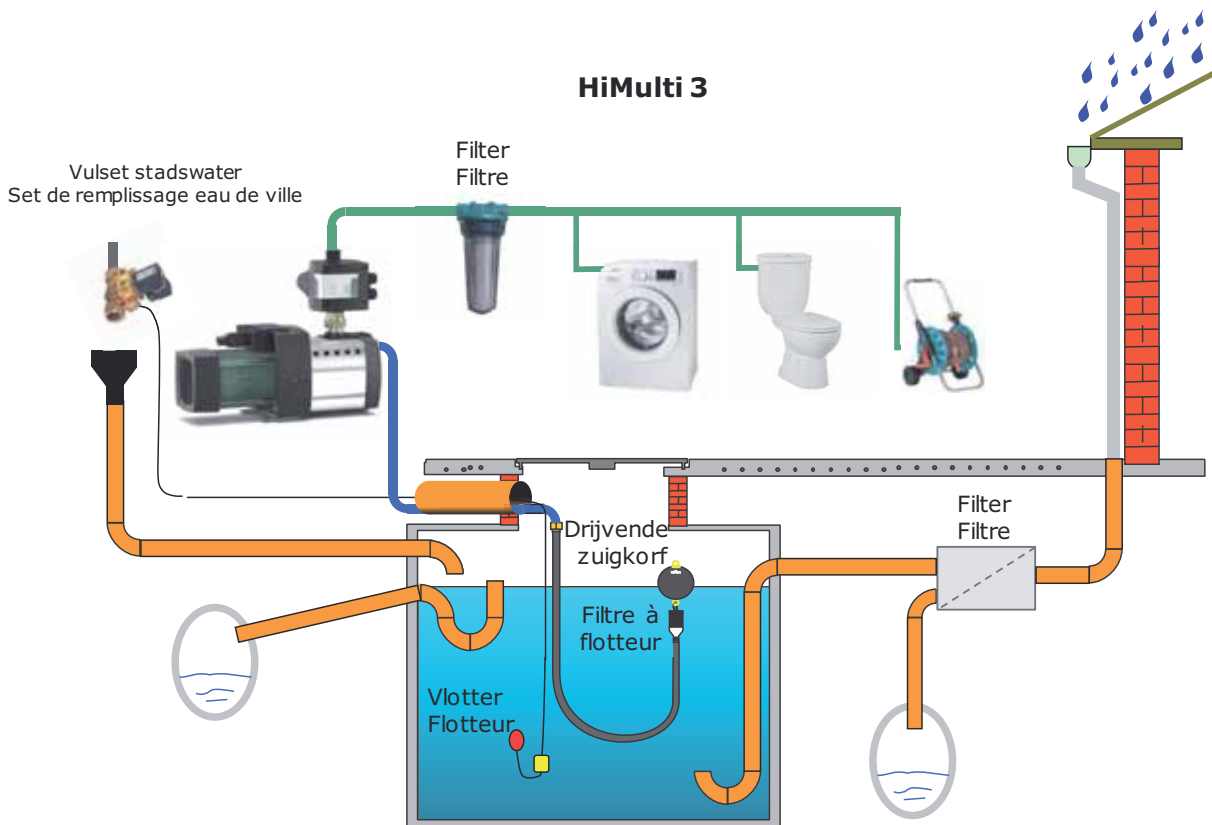 HiMulti 3
Vulset stadswater
Set de remplissage eau de ville
Filter
Filtre
Drijvende
zuigkorf
Filtre à
flotteur
Vlotter
Flotteur
Filter
Filtre